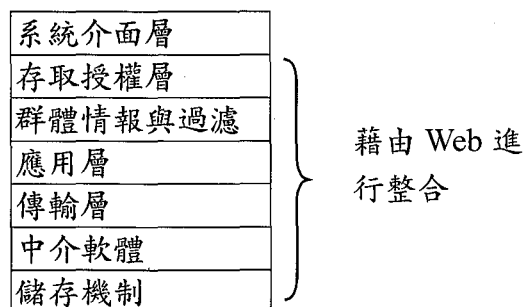 系統介面層
存取授權層
群體情報與過濾
應用層
傳輸層
中介軟體
儲存機制
藉由 Web 進
行整合